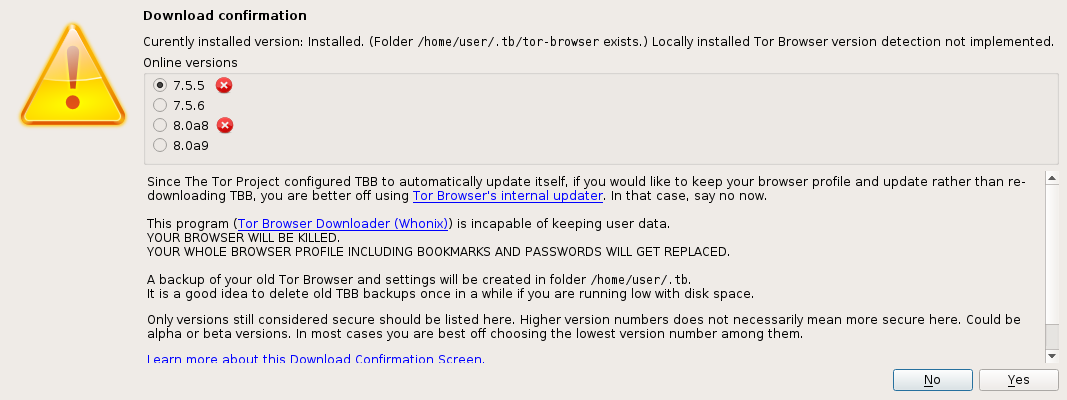 Download confirmation
Curently installed version: Installed. (Folder /home/user/.tb/tor-browser exists.) Locally installed Tor Browser version detection not implemented.
Online versions
7.5.5
7.5.6
8.0a8
8.0a9
Since The Tor Project configured TBB to automatically update itself, if you would like to keep your browser profile and update rather than re-
downloading TBB, you are better off using Tor Browser's internal updater. In that case, say no now.
This program (Tor Browser Downloader (Whonix)) is incapable of keeping user data.
YOUR BROWSER WILL BE KILLED.
YOUR WHOLE BROWSER PROFILE INCLUDING BOOKMARKS AND PASSWORDS WILL GET REPLACED.
A backup of your old Tor Browser and settings will be created in folder /home/user/.tb.
It is a good idea to delete old TBB backups once in a while if you are running low with disk space.
Only versions still considered secure should be listed here. Higher version numbers does not necessarily mean more secure here. Could be
alpha or beta versions. In most cases you are best off choosing the lowest version number among them.
Learn more about this Download Confirmation Screen.
No Yes